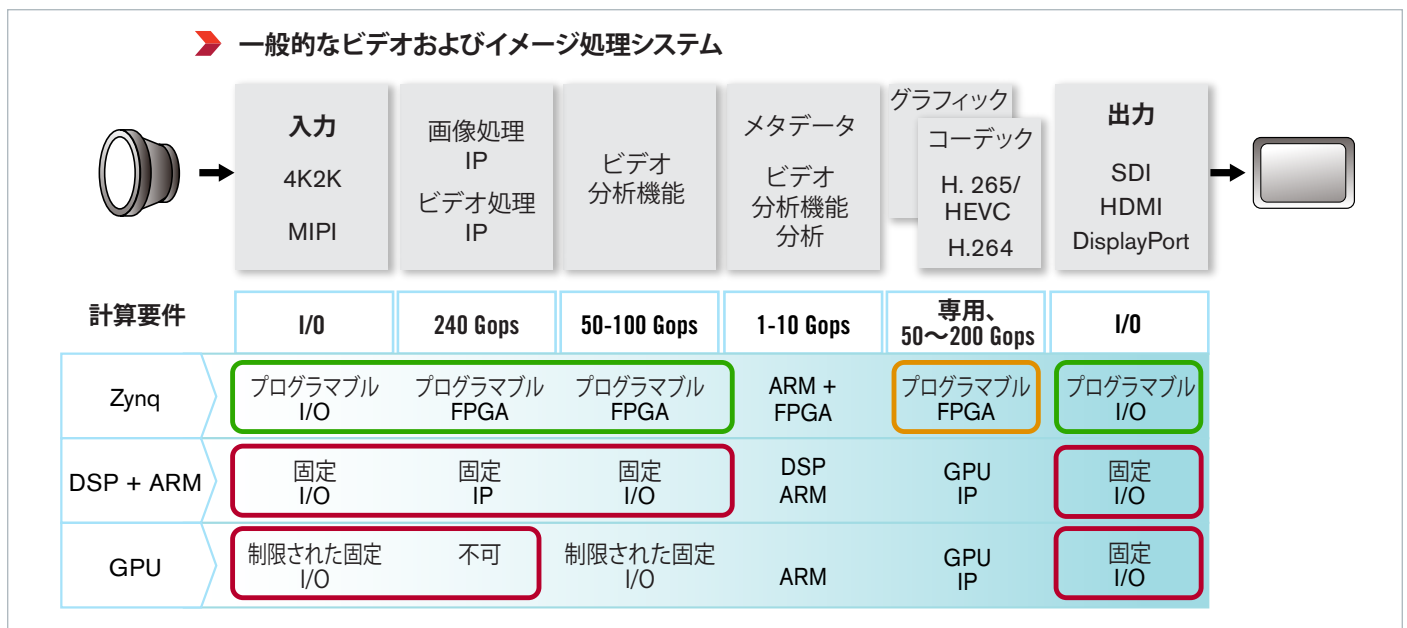 一般的なビデオおよびイメージ処理システム
入力
4K2K
MIPI
画像処理
IP
ビデオ処理
IP
ビデオ
分析機能
メタデータ
ビデオ
分析機能
分析
グラフィック
コーデック
H. 265/
HEVC
H.264
出力
SDI
HDMI
DisplayPort
計算要件
I/O
240 Gops
50-100 Gops
1-10 Gops
専用、
50〜200 Gops
I/O
Zynq
プログラマブル
I/O
プログラマブル
FPGA
プログラマブル
FPGA
ARM +
FPGA
プログラマブル
FPGA
プログラマブル
I/O
DSP + ARM
固定
I/O
固定
IP
固定
I/O
DSP
ARM
GPU
IP
固定
I/O
GPU
制限された固定
I/O
不可
制限された固定
I/O
ARM
GPU
IP
固定
I/O